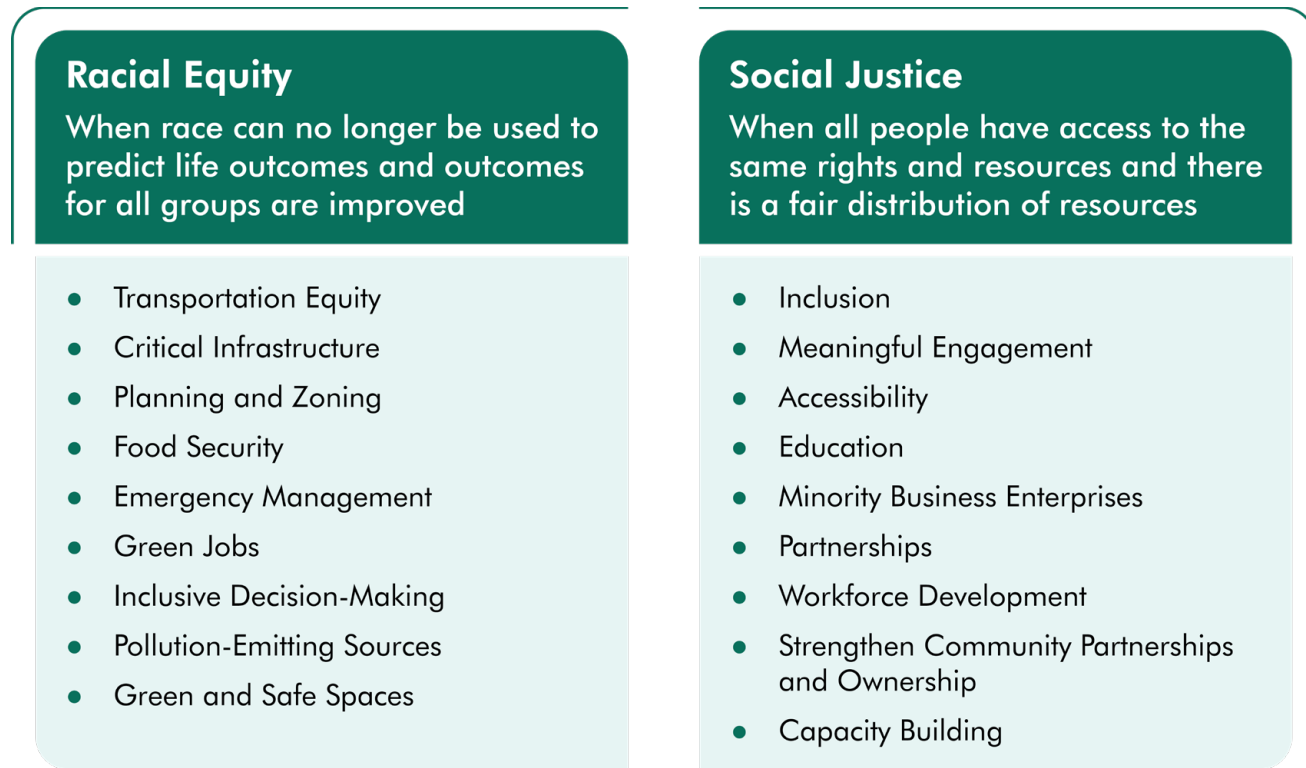 Racial Equity
When race can no longer be used to
predict life outcomes and outcomes
for all groups are improved
Transportation Equity
Critical Infrastructure
Planning and Zoning
Food Security
Emergency Management
Green Jobs
Inclusive Decision-Making
Pollution-Emitting Sources
Green and Safe Spaces
Social Justice
When all people have access to the
same rights and resources and there
is a fair distribution of resources
Inclusion
Meaningful Engagement
Accessibility
Education
Minority Business Enterprises
Partnerships
Workforce Development
Strengthen Community Partnerships
and Ownership
Capacity Building